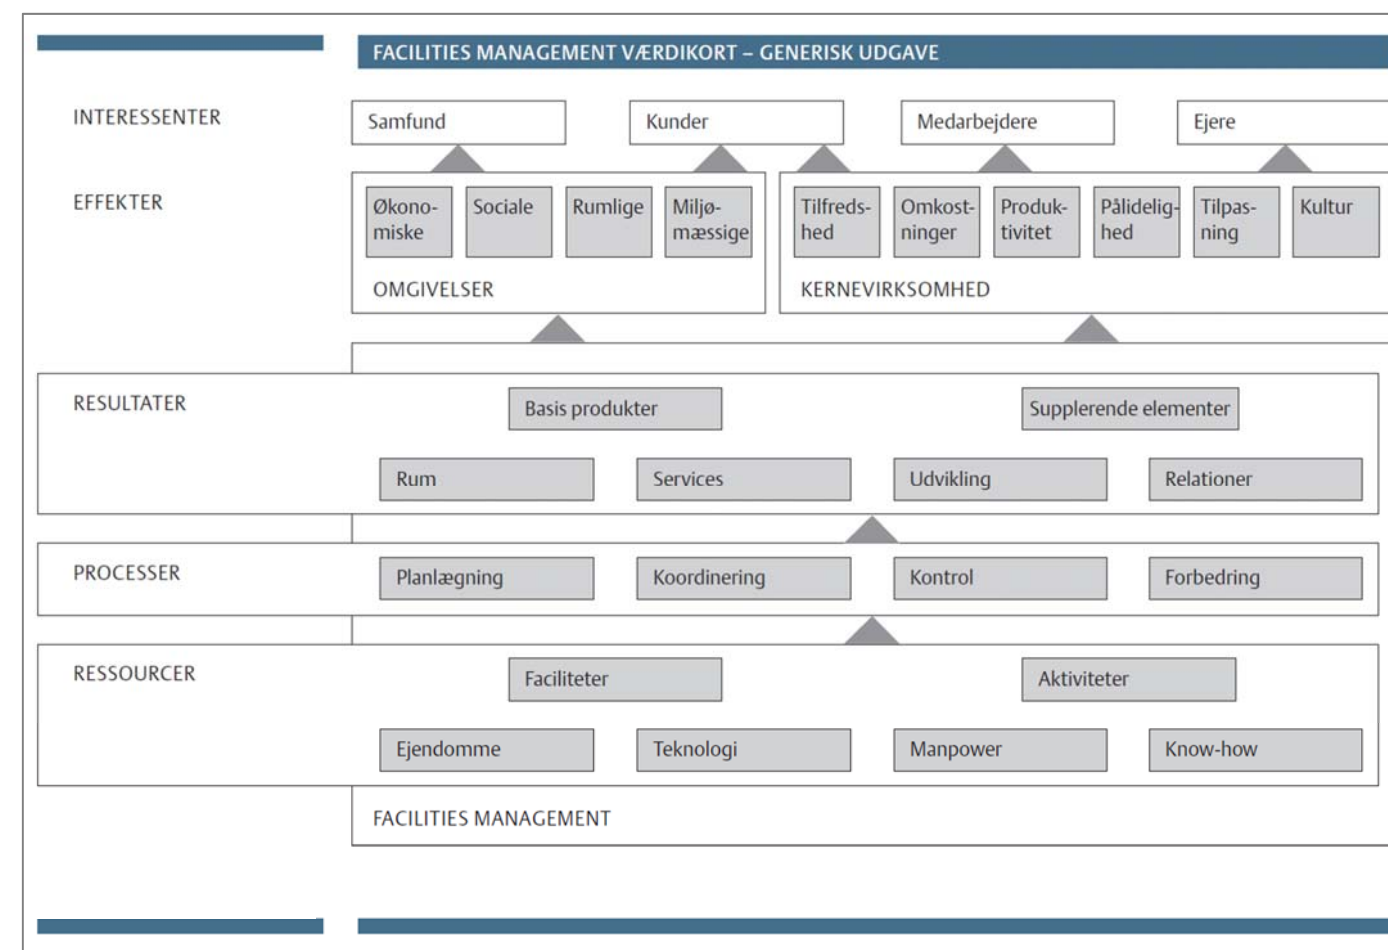 FACILITIES MANAGEMENT VÆRDIKORT – GENERISK UDGAVE
INTERESSENTER
Samfund
Kunder
Medarbejdere
Ejere
EFFEKTER
Økono-
miske
Sociale
Rumlige
Miljø-
mæssige
Tilfreds-
hed
Omkost-
ninger
Produk-
tivitet
Pålidelig-
hed
Tilpas-
ning
Kultur
OMGIVELSER
KERNEVIRKSOMHED
RESULTATER
Basis produkter
Supplerende elementer
Rum
Services
Udvikling
Relationer
PROCESSER
Planlægning
Koordinering
Kontrol
Forbedring
RESSOURCER
Faciliteter
Aktiviteter
Ejendomme
Teknologi
Manpower
Know-how
FACILITIES MANAGEMENT